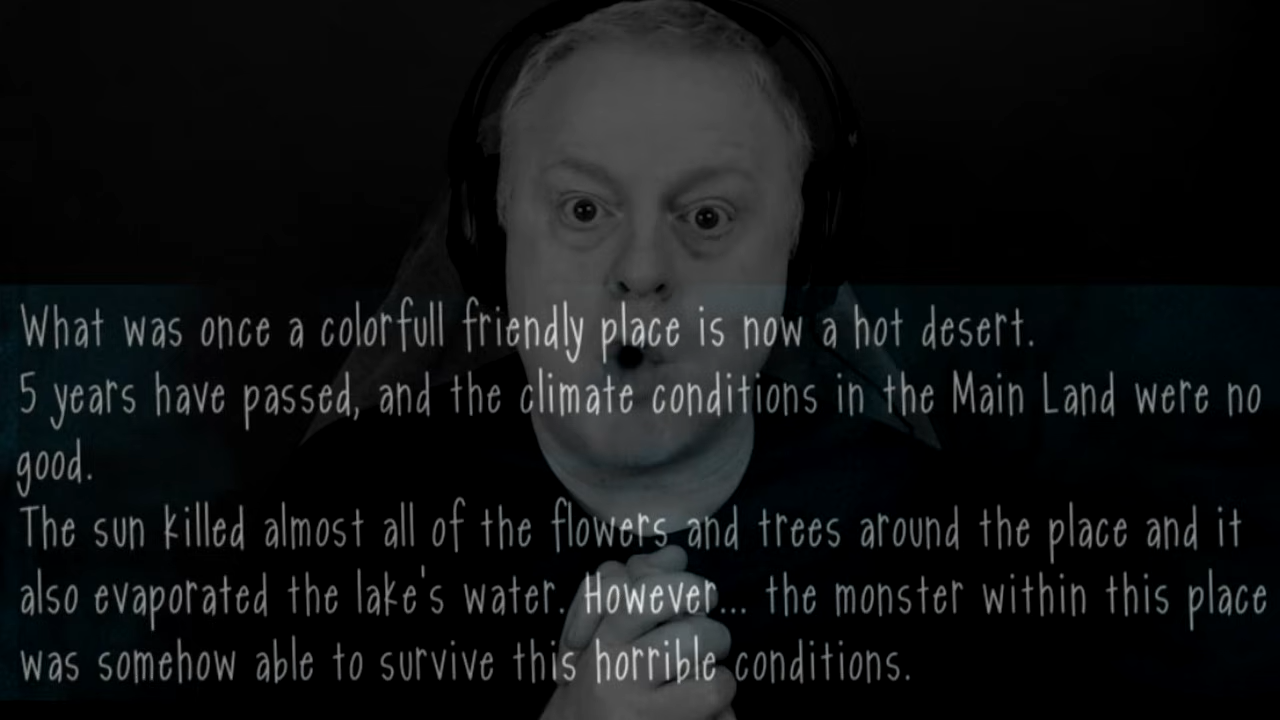 What was once a colorfull friendly place is now a hot desert.
5 years have passed, and the climate conditions in the Main Land were no
good.
The sun killed almost all of the flowers and trees around the place and it
also evaporated the lake's water. However... the monster within this place
was somehow able to survive this horrible conditions.